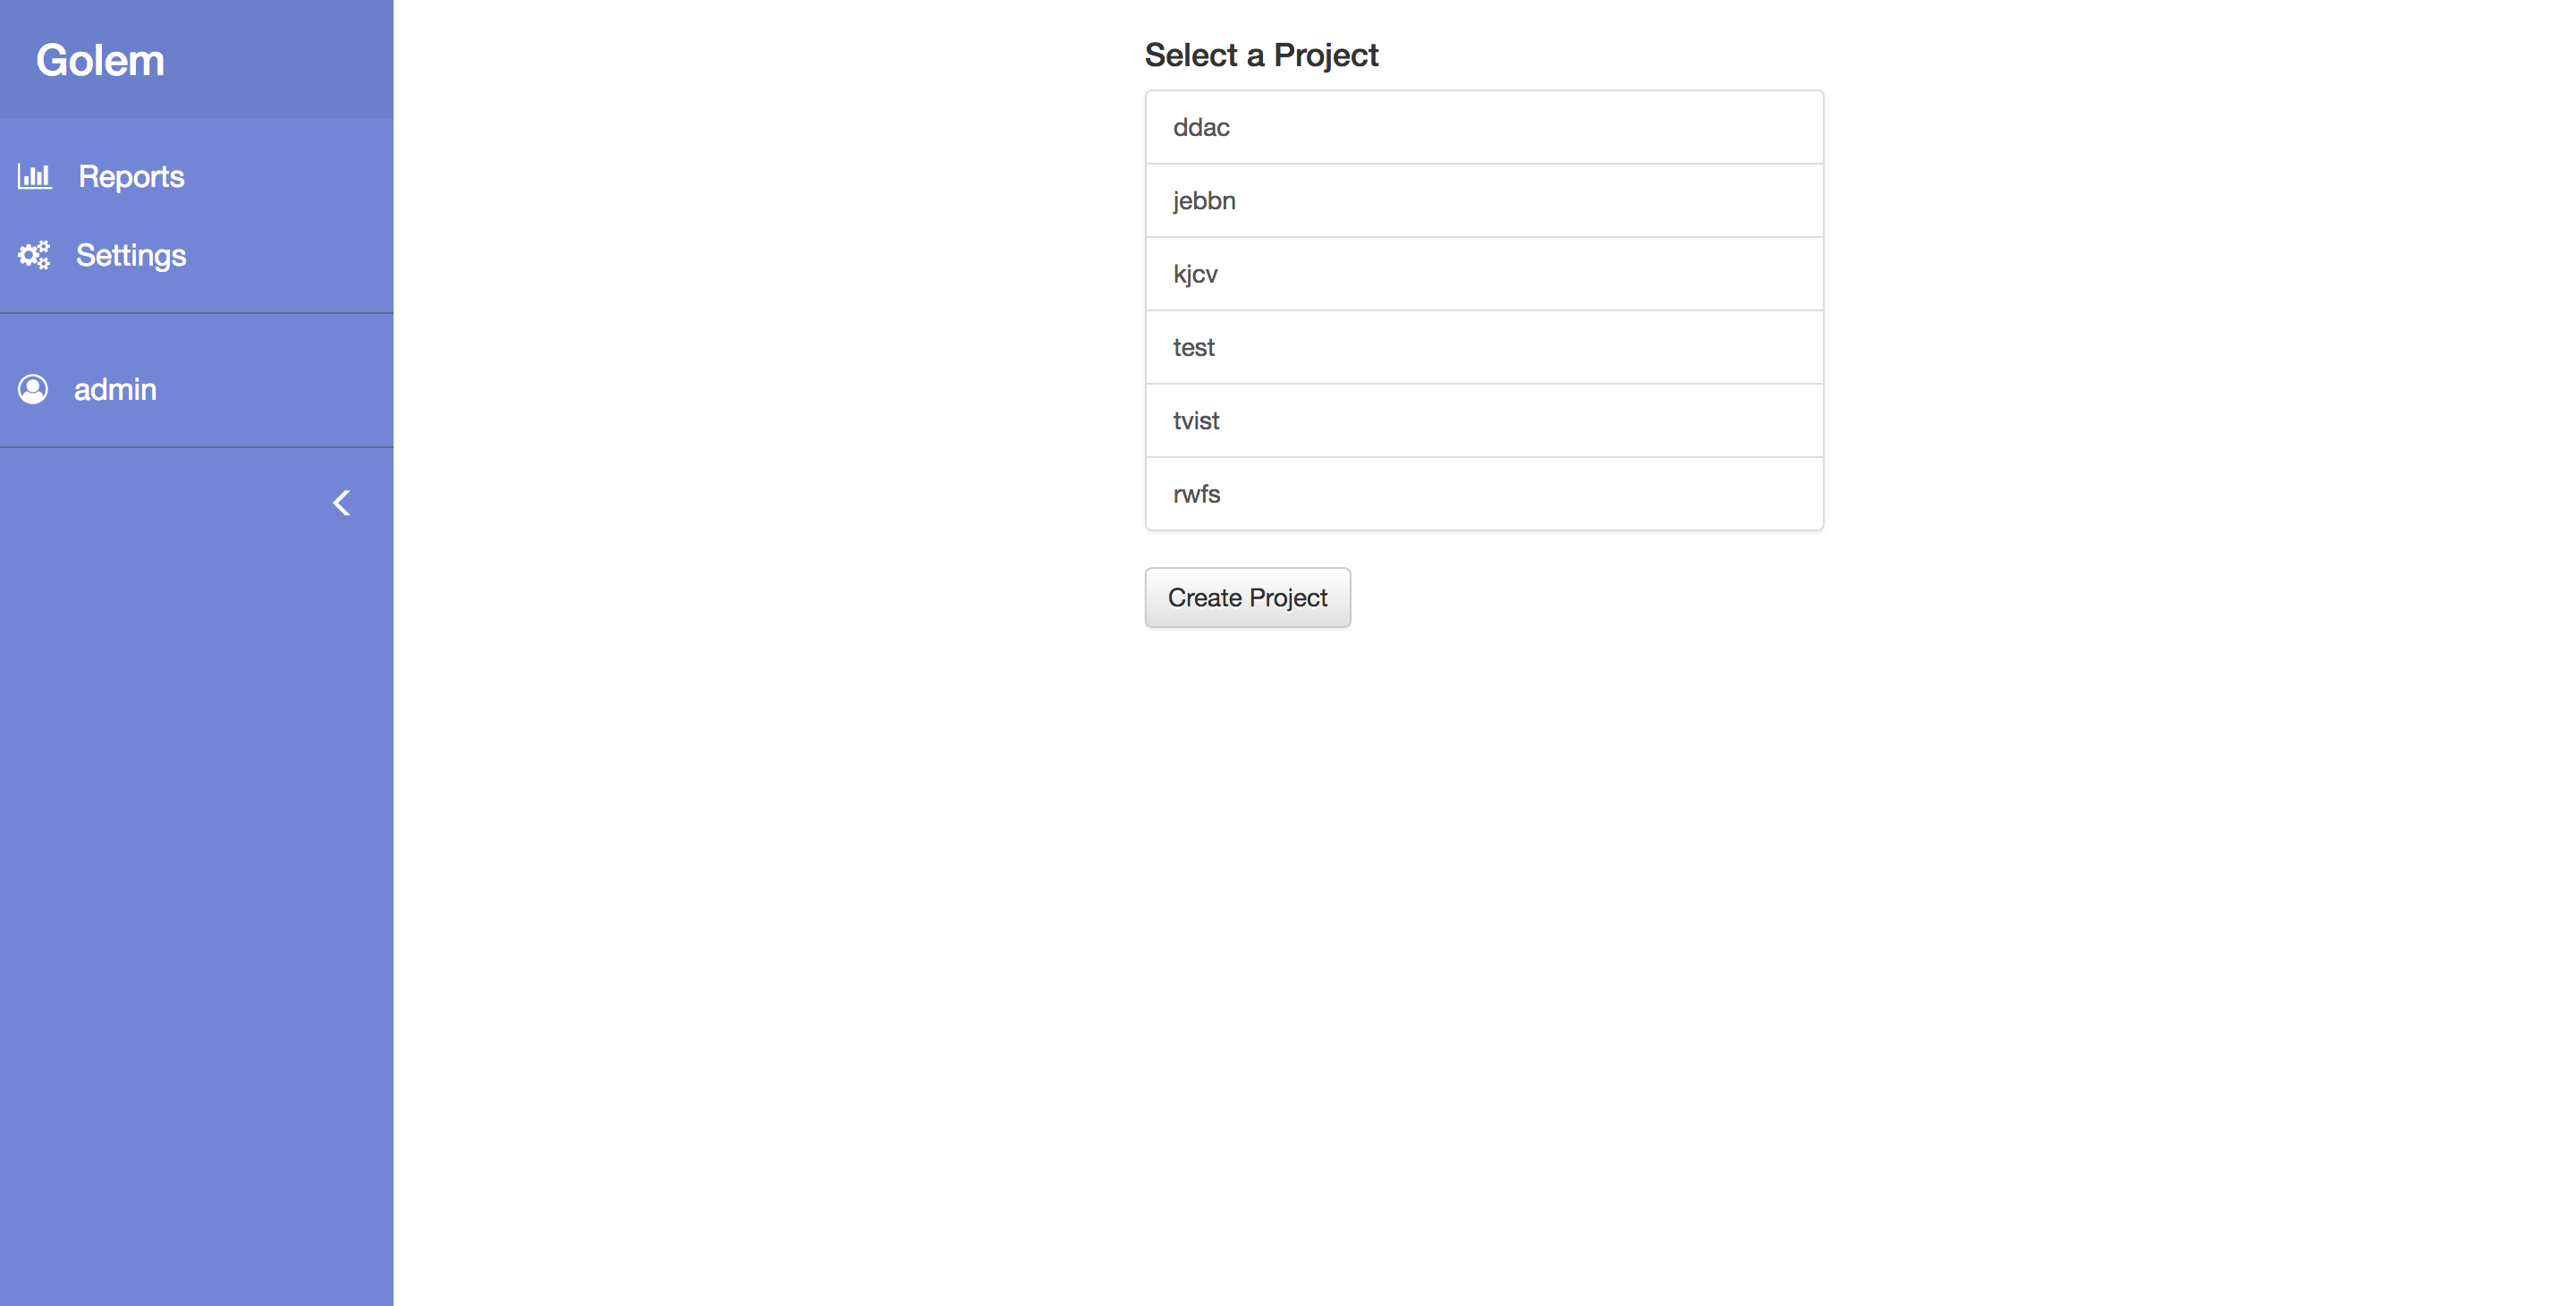 Golem
Reports
Settings
admin
Select a Project
ddac
jebbn
kjcv
test
tvist
rwfs
Create Project